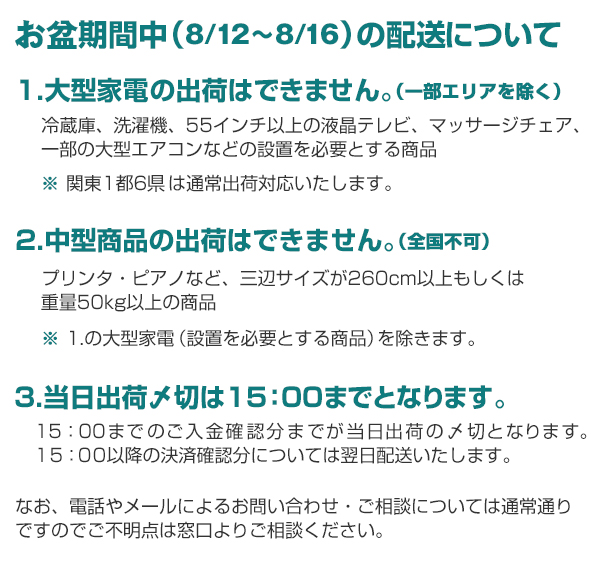 お盆期間中(8/12～8/16)の配送について
1.大型家電の出荷はできません。(一部エリアを除く)
冷蔵庫、洗濯機、55インチ以上の液晶テレビ、マッサージチェア、
一部の大型エアコンなどの設置を必要とする商品
※ 関東1都6県は通常出荷対応いたします。
2.中型商品の出荷はできません。(全国不可)
プリンタ・ピアノなど、三辺サイズが260cm以上もしくは
重量50kg以上の商品
※ 1.の大型家電(設置を必要とする商品)を除きます。
3.当日出荷〆切は15:00までとなります。
15:00までのご入金確認分までが当日出荷の〆切となります。
15:00以降の決済確認分については翌日配送いたします。
なお、電話やメールによるお問い合わせ・ご相談については通常通り
ですのでご不明点は窓口よりご相談ください。